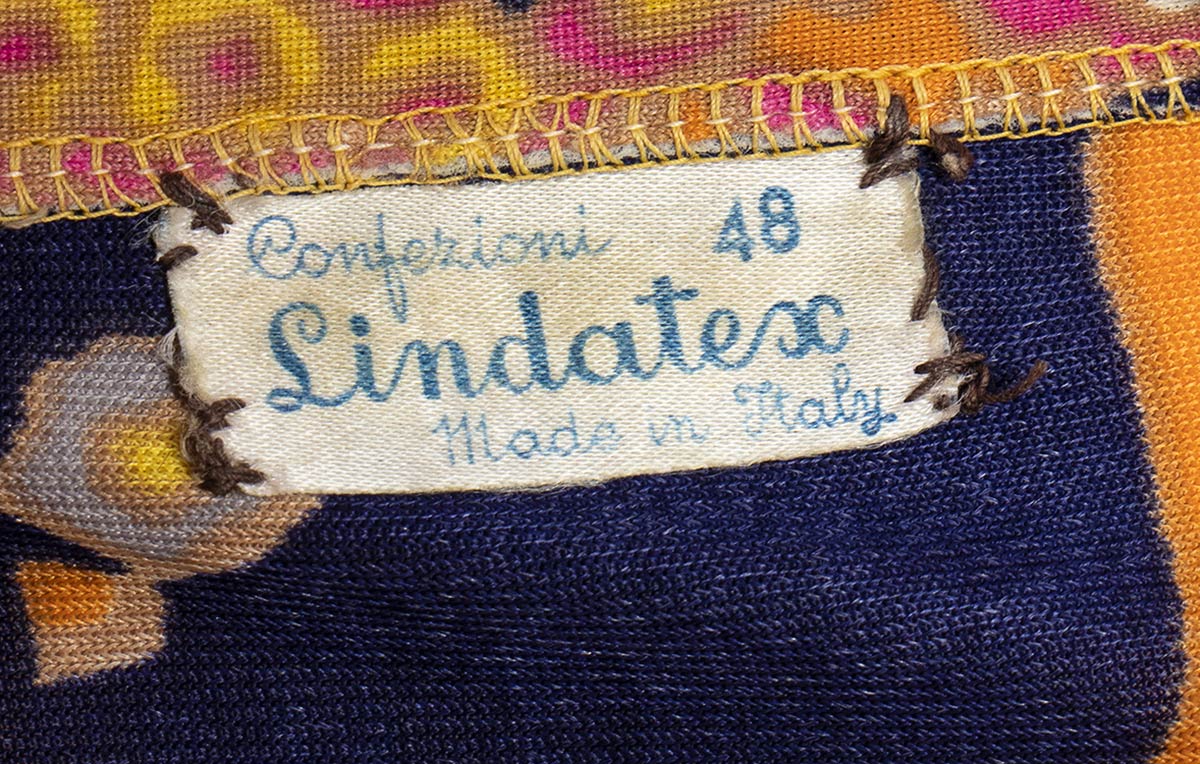 Confezioni 48
Lindatex
Made in Italy